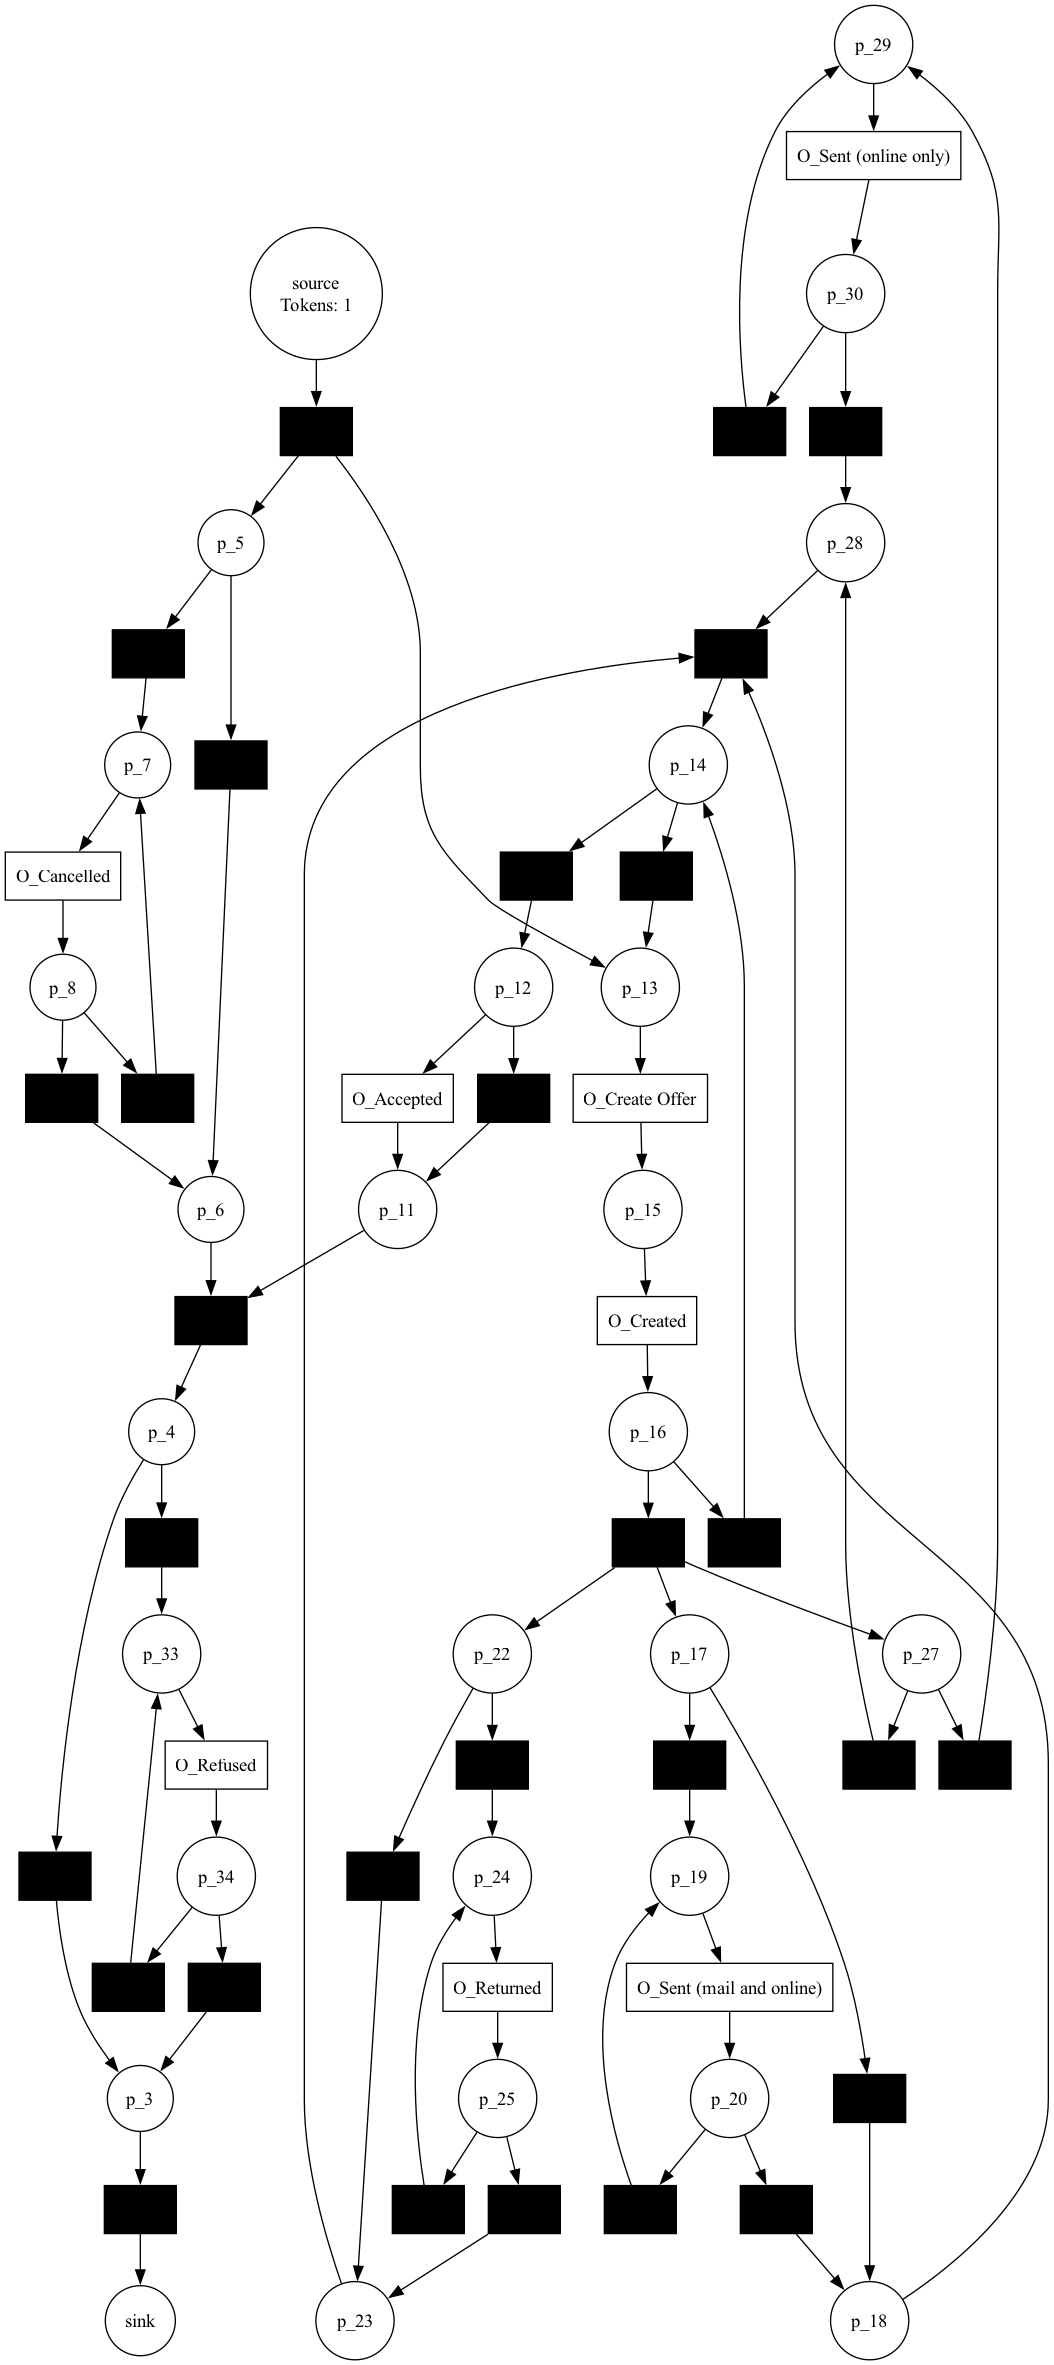 p_29
O_Sent (online only)
source
Tokens: 1
p_30
p_5
p_28
p_7
p_14
O_Cancelled
p_8
p_12
p_13
O_Accepted
O_Create Offer
p_6
p_11
p_15
O_Created
p_4
p_16
p_33
p_22
p_17
p_27
O_Refused
p_34
p_24
p_19
O_Returned
O_Sent (mail and online)
p_3
p_25
p_20
sink
p_23
p_18